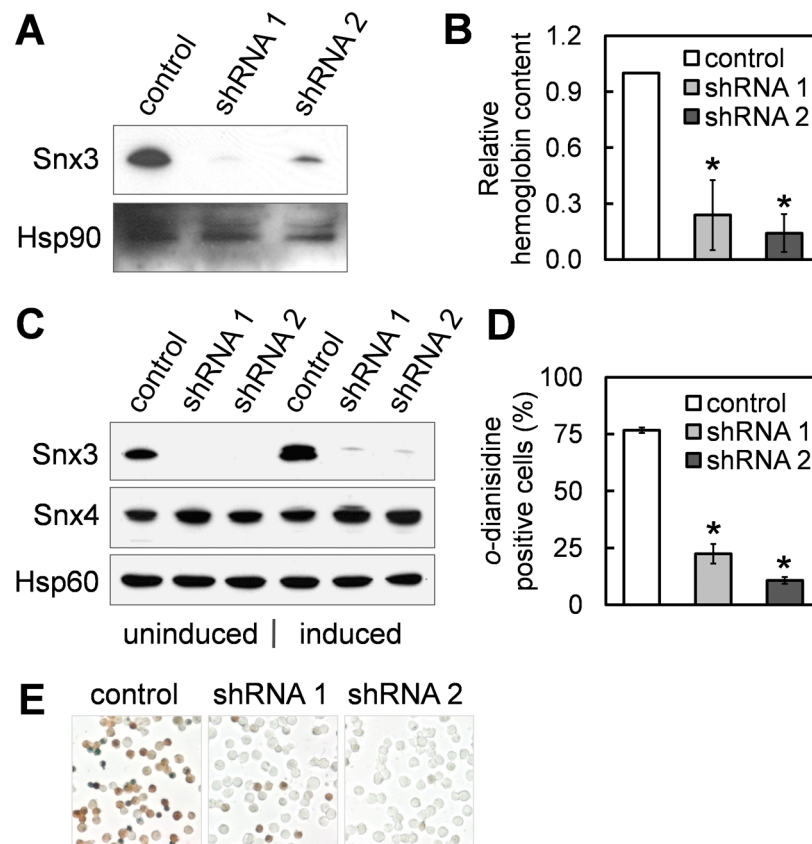 A
control
shRNA 1
shRNA 2
Snx3
Hsp90
B
Relative
hemoglobin content
1.2
0.9
0.6
0.3
0.0
control
shRNA 1
shRNA 2
*
*
C
control
shRNA 1
shRNA 2
control
shRNA 1
shRNA 2
Snx3
Snx4
Hsp60
uninduced | induced
D
o-dianisidine
positive cells (%)
100
75
50
25
0
control
shRNA 1
shRNA 2
*
*
E
control shRNA 1 shRNA 2